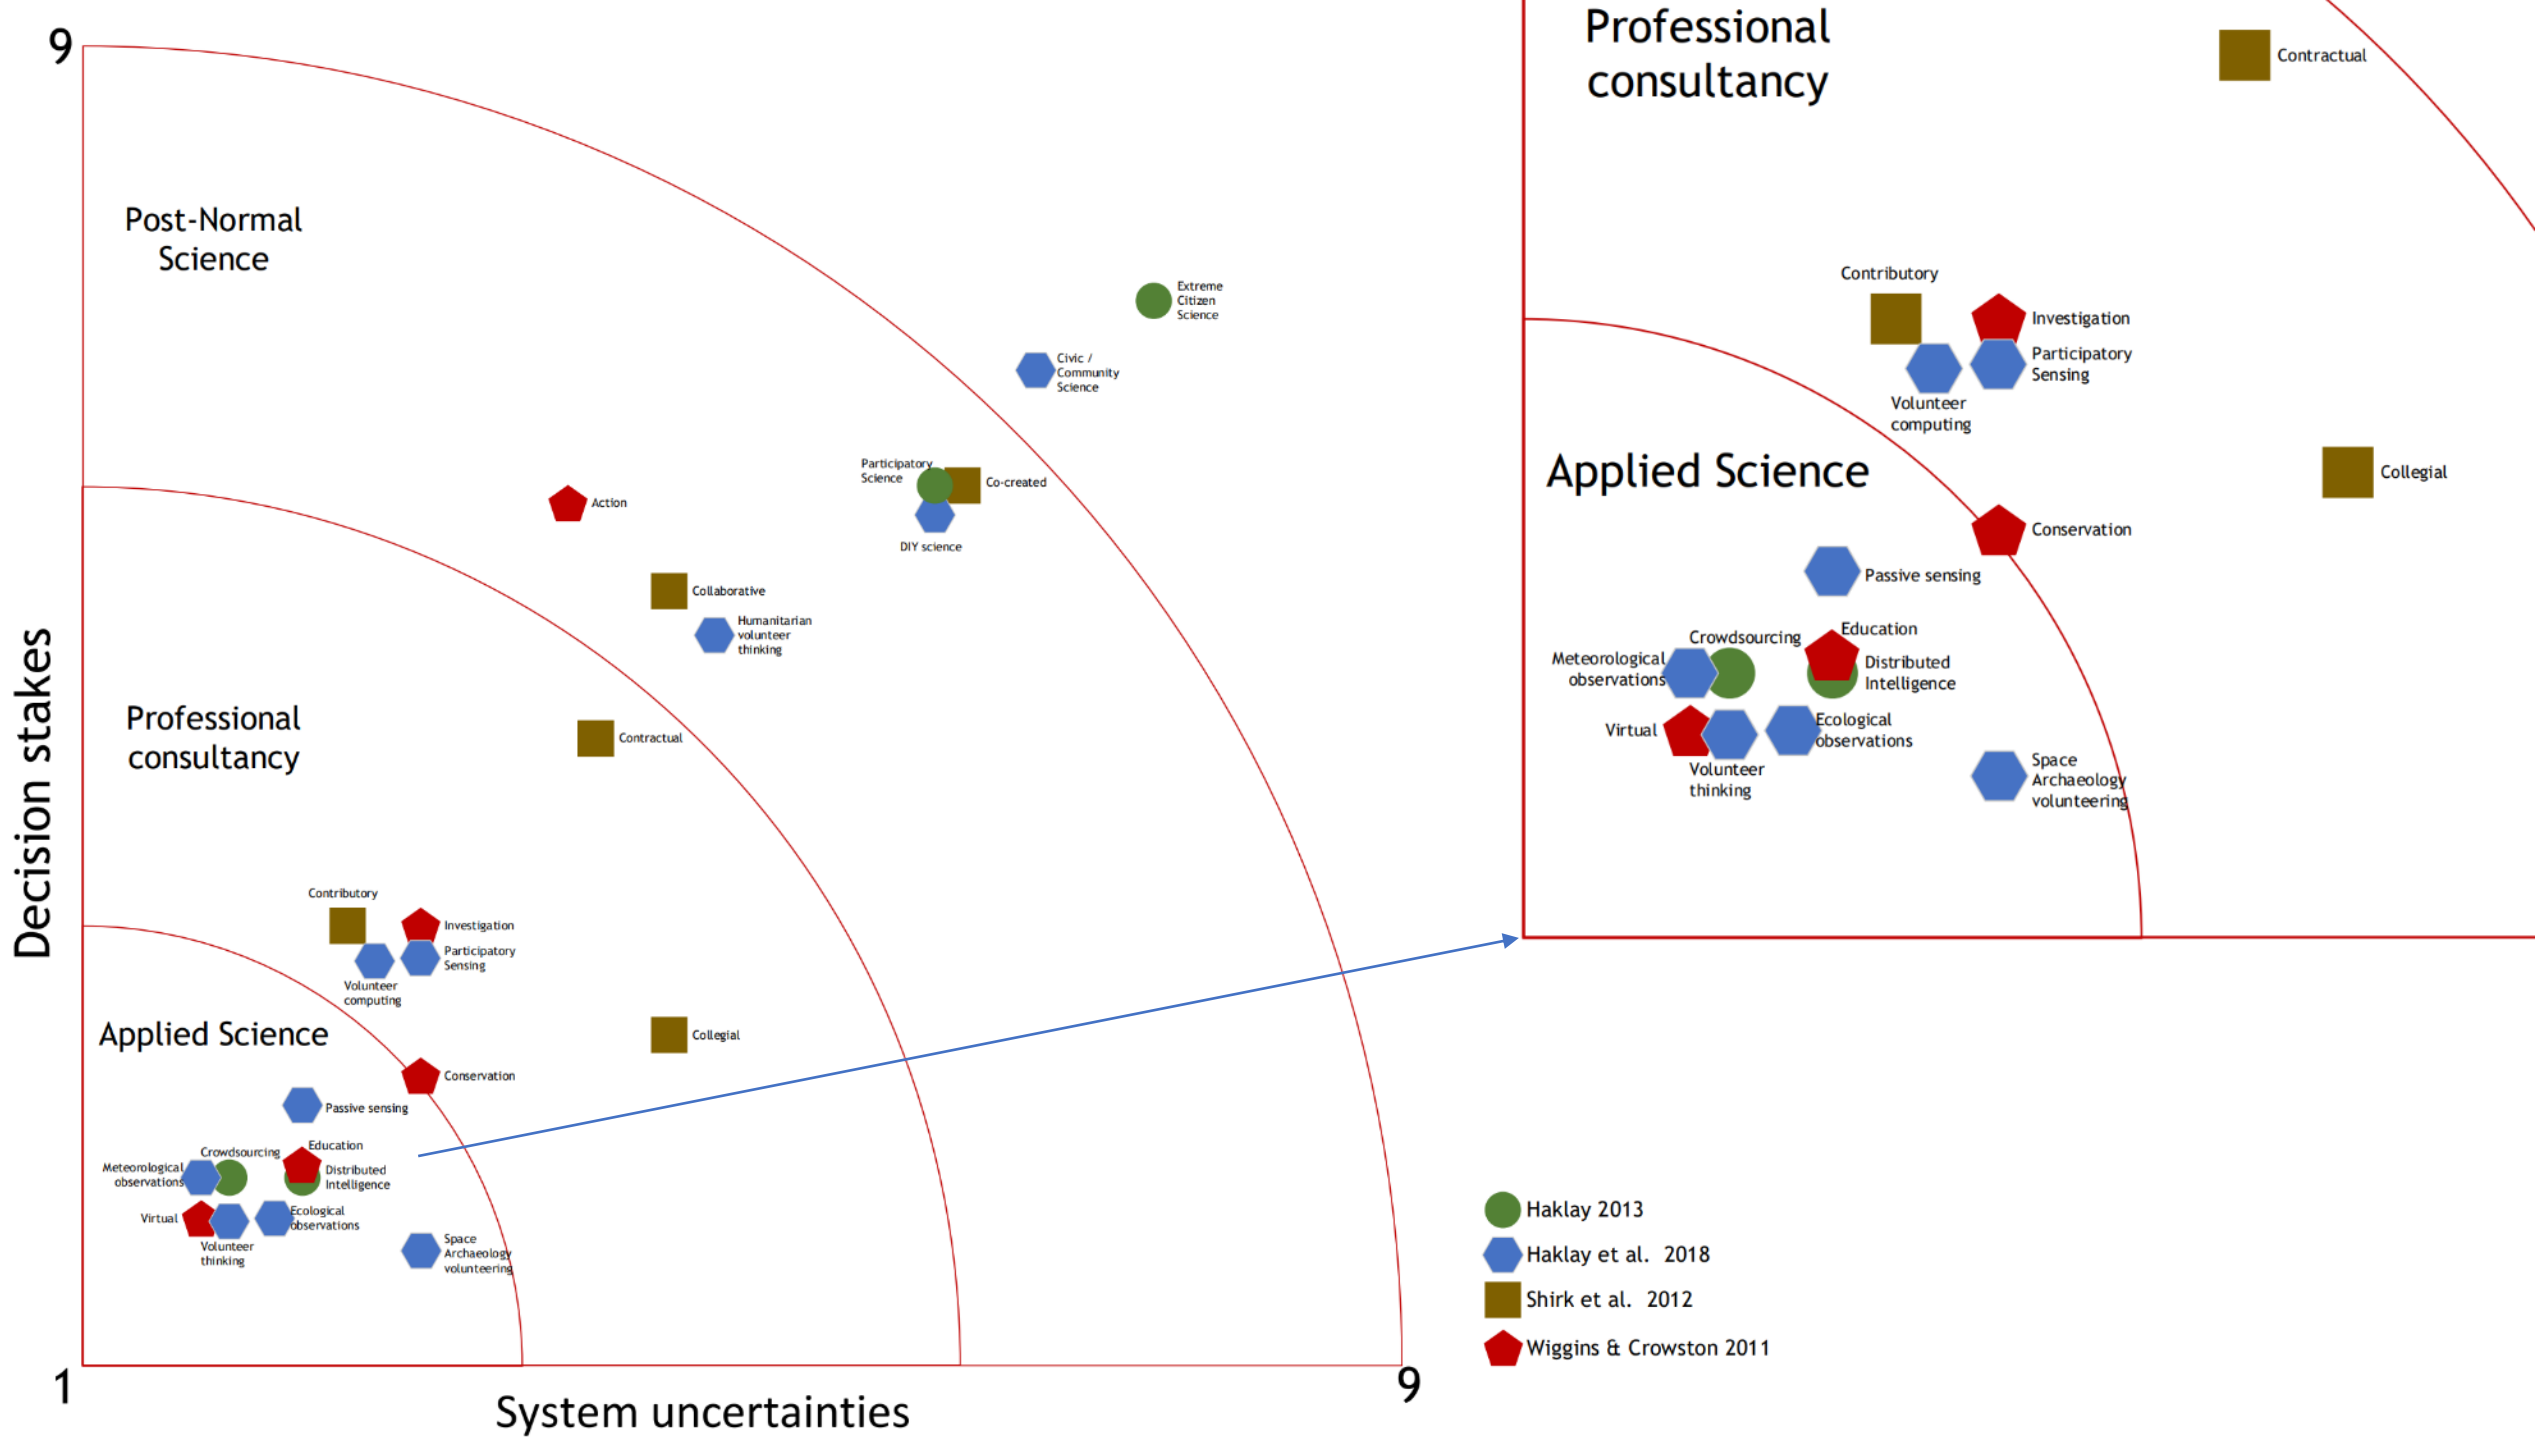 9
Post-Normal
Science
Extreme
Citizen
Science
Civic /
Community
Science
Participatory
Science
Co-created
DIY science
Action
Collaborative
Humanitarian
volunteer
thinking
Professional
consultancy
Contractual
Contributory
Investigation
Participatory
Sensing
Volunteer
computing
Applied Science
Collegial
Conservation
Passive sensing
Education
Crowdsourcing
Meteorological
observations
Distributed
Intelligence
Virtual
Ecological
observations
Volunteer
thinking
Space
Archaeology
volunteering
Decision stakes
1
System uncertainties
9
Professional
consultancy
Contractual
Contributory
Investigation
Participatory
Sensing
Volunteer
computing
Applied Science
Collegial
Conservation
Passive sensing
Education
Crowdsourcing
Meteorological
observations
Distributed
Intelligence
Virtual
Ecological
observations
Volunteer
thinking
Space
Archaeology
volunteering
Haklay 2013
Haklay et al. 2018
Shirk et al. 2012
Wiggins & Crowston 2011